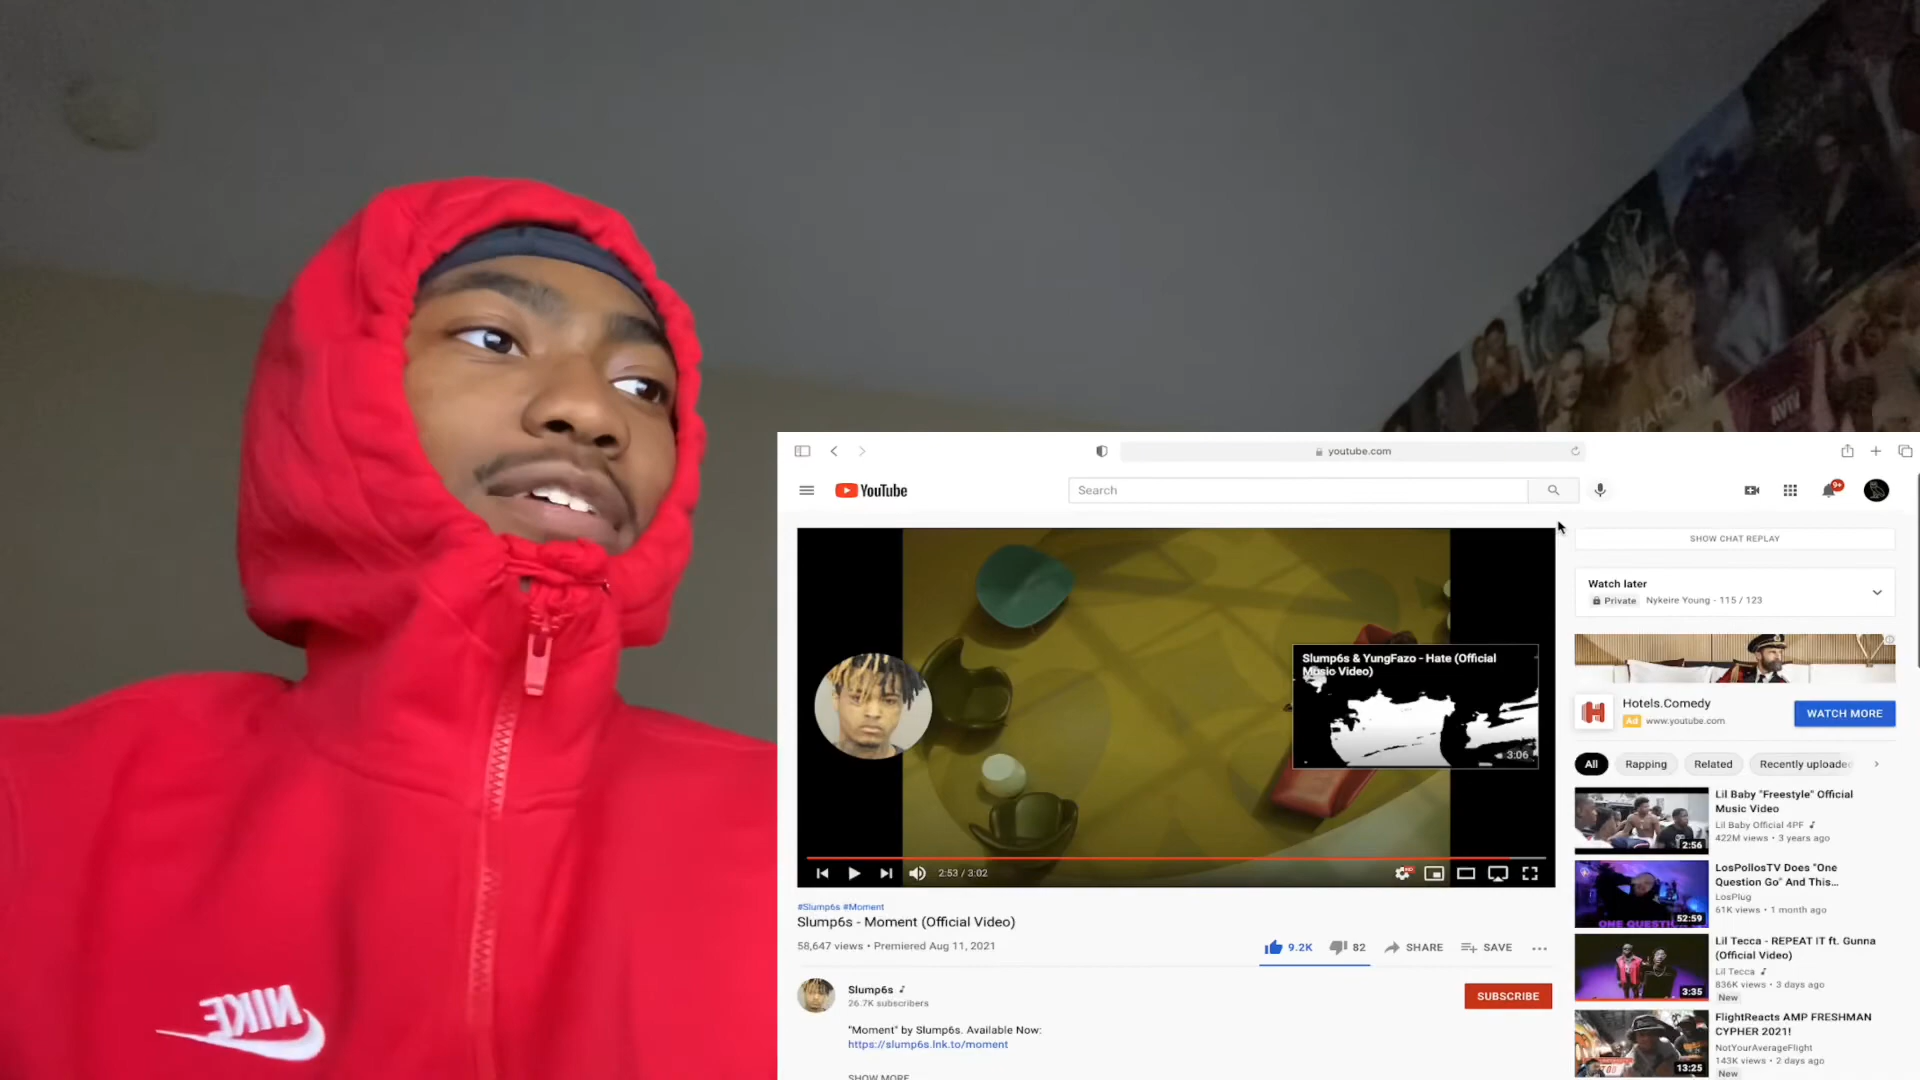 AVIV
youtube.com
YouTube
Search
9+
SHOW CHAT REPLAY
Watch later
Private Nykeire Young - 115 / 123
Slump6s & YungFazo - Hate (Official
Music Video)
3:06
Hotels.Comedy
Ad www.youtube.com
WATCH MORE
All Rapping Related Recently uploaded
2:53 / 3:02
#Slump6s #Moment
Slump6s - Moment (Official Video)
58,647 views • Premiered Aug 11, 2021
9.2K 82 SHARE SAVE
Slump6s
26.7K subscribers
SUBSCRIBE
"Moment" by Slump6s. Available Now:
https://slump6s.lnk.to/moment
SHOW MORE
Lil Baby "Freestyle" Official
Music Video
Lil Baby Official 4PF
422M views • 3 years ago
2:56
LosPollosTV Does "One
Question Go" And This...
LosPlug
61K views • 1 month ago
52:59
ONE QUESTI
Lil Tecca - REPEAT IT ft. Gunna
(Official Video)
Lil Tecca
836K views • 3 days ago
New
3:35
FlightReacts AMP FRESHMAN
CYPHER 2021!
NotYourAverageFlight
143K views • 2 days ago
New
13:25
NIKE